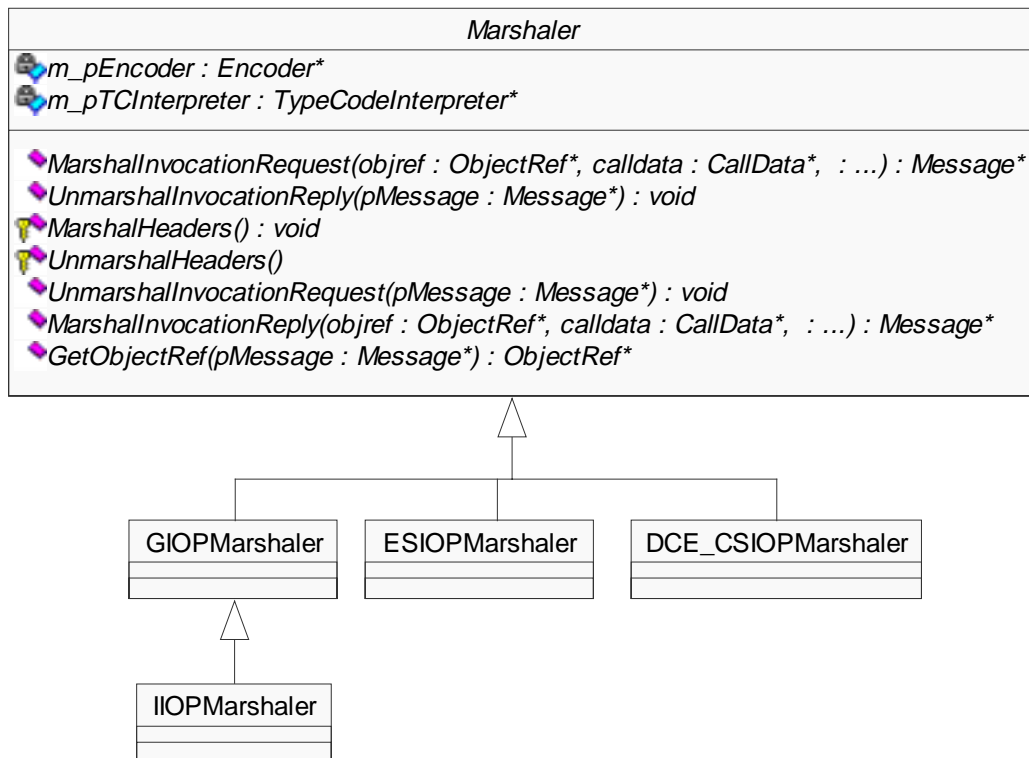 Marshaler
m_pEncoder : Encoder*
m_pTCInterpreter : TypeCodeInterpreter*
MarshalInvocationRequest(objref : ObjectRef*, calldata : CallData*,  : ...) : Message*
UnmarshalInvocationReply(pMessage : Message*) : void
MarshalHeaders() : void
UnmarshalHeaders()
UnmarshalInvocationRequest(pMessage : Message*) : void
MarshalInvocationReply(objref : ObjectRef*, calldata : CallData*,  : ...) : Message*
GetObjectRef(pMessage : Message*) : ObjectRef*
GIOPMarshaler
ESIOPMarshaler
DCE_CSIOPMarshaler
IIOPMarshaler